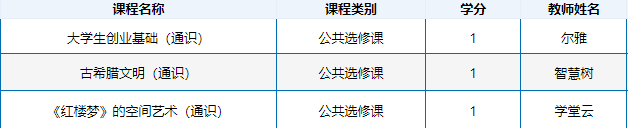 课程名称 课程类别 学分 教师姓名
大学生创业基础（通识） 公共选修课 1 尔雅
古希腊文明（通识） 公共选修课 1 智慧树
《红楼梦》的空间艺术（通识） 公共选修课 1 学堂云